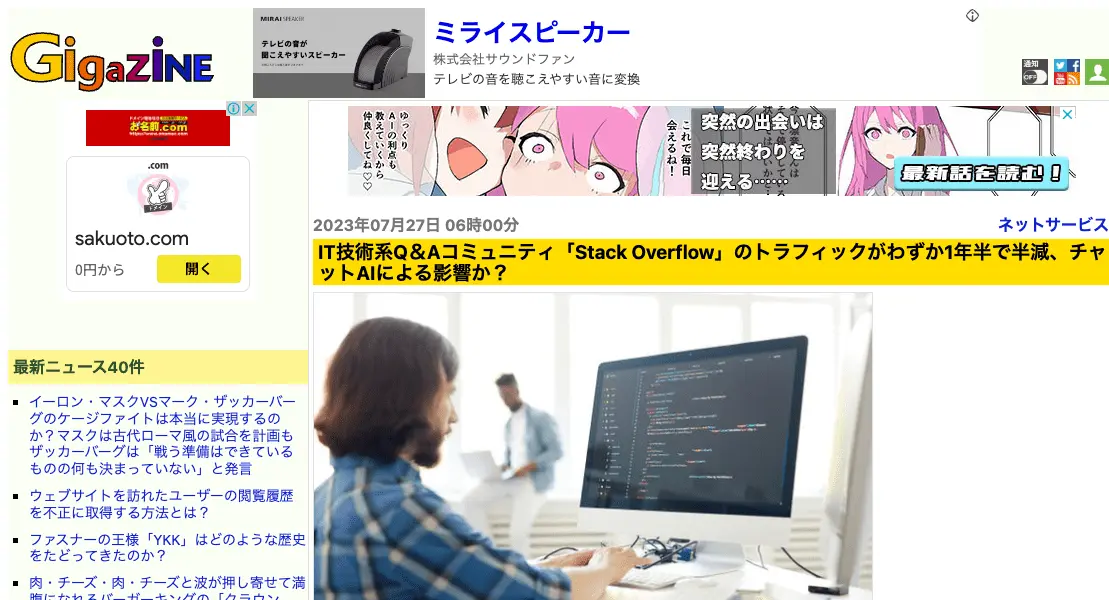 GigaZiNE
MIRAI SPEAKER
テレビの音が
聞こえやすいスピーカー
ミライスピーカー
株式会社サウンドファン
テレビの音を聴こえやすい音に変換
通知
OFF
お名前.com
.com
ドメイン
sakuoto.com
0円から
開く
ゆっくり
AIの利点も
教えていくから
仲良くしてね♡♡
これで毎日
会えるね!
突然の出会いは
突然終わりを
迎える……
最新話を読む!
2023年07月27日 06時00分
ネットサービス
IT技術系Q&Aコミュニティ「Stack Overflow」のトラフィックがわずか1年半で半減、チャ
ットAIによる影響か?
最新ニュース40件
イーロン・マスクVSマーク・ザッカーバー
グのケージファイトは本当に実現するの
か?マスクは古代ローマ風の試合を計画も
ザッカーバーグは「戦う準備はできている
ものの何も決まっていない」と発言
ウェブサイトを訪れたユーザーの閲覧履歴
を不正に取得する方法とは?
ファスナーの王様「YKK」はどのような歴史
をたどってきたのか?
肉・チーズ・肉・チーズと波が押し寄せて満
腹になれるバーガーキングの「クラウン